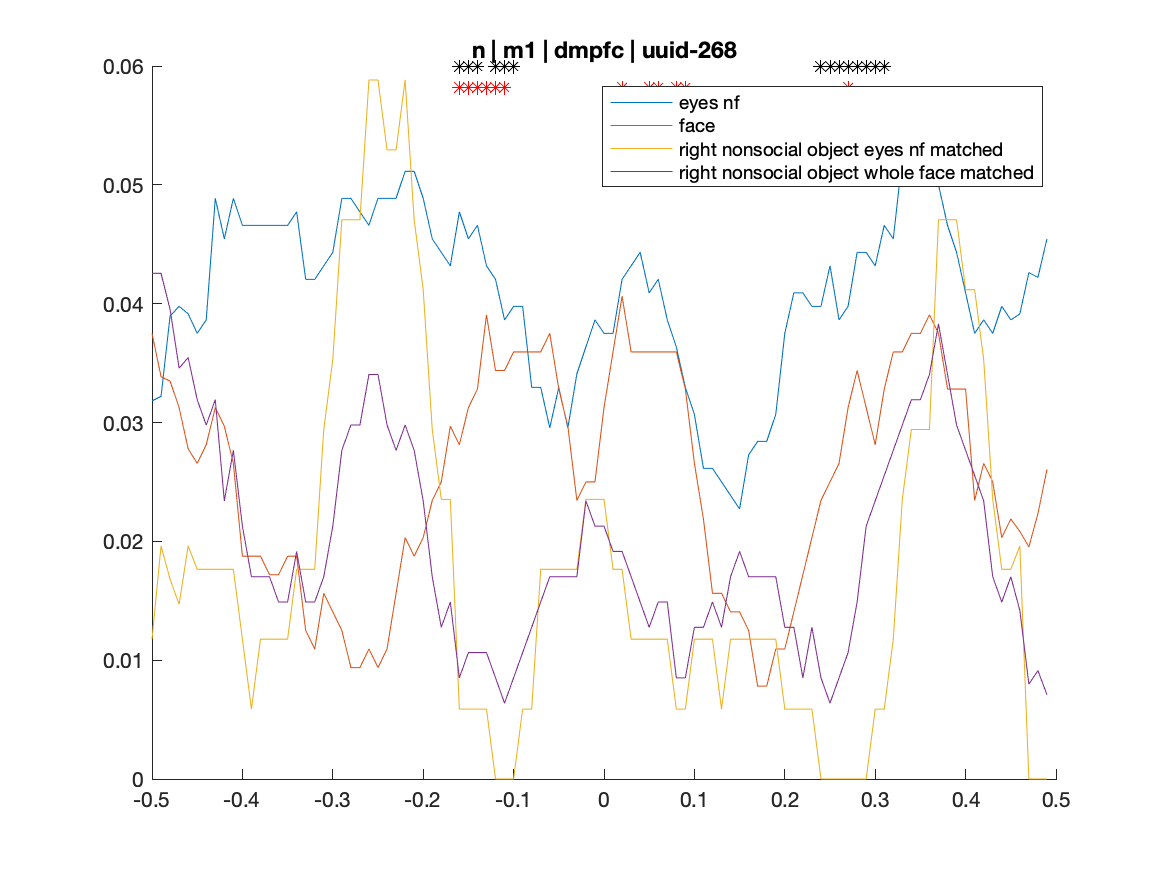 n | m1 | dmpfc | uuid-268
0.06
0.05
0.04
0.03
0.02
0.01
0
eyes nf
face
right nonsocial object eyes nf matched
right nonsocial object whole face matched
-0.5 -0.4 -0.3 -0.2 -0.1 0 0.1 0.2 0.3 0.4 0.5